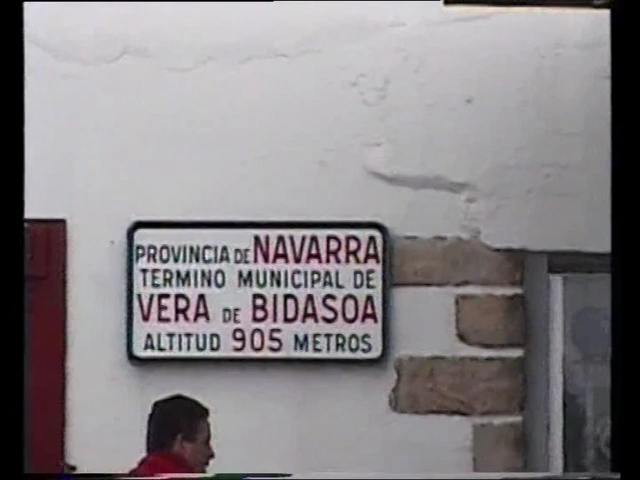 PROVINCIA DE NAVARRA
TERMINO MUNICIPAL DE
VERA DE BIDASOA
ALTITUD 905 METROS